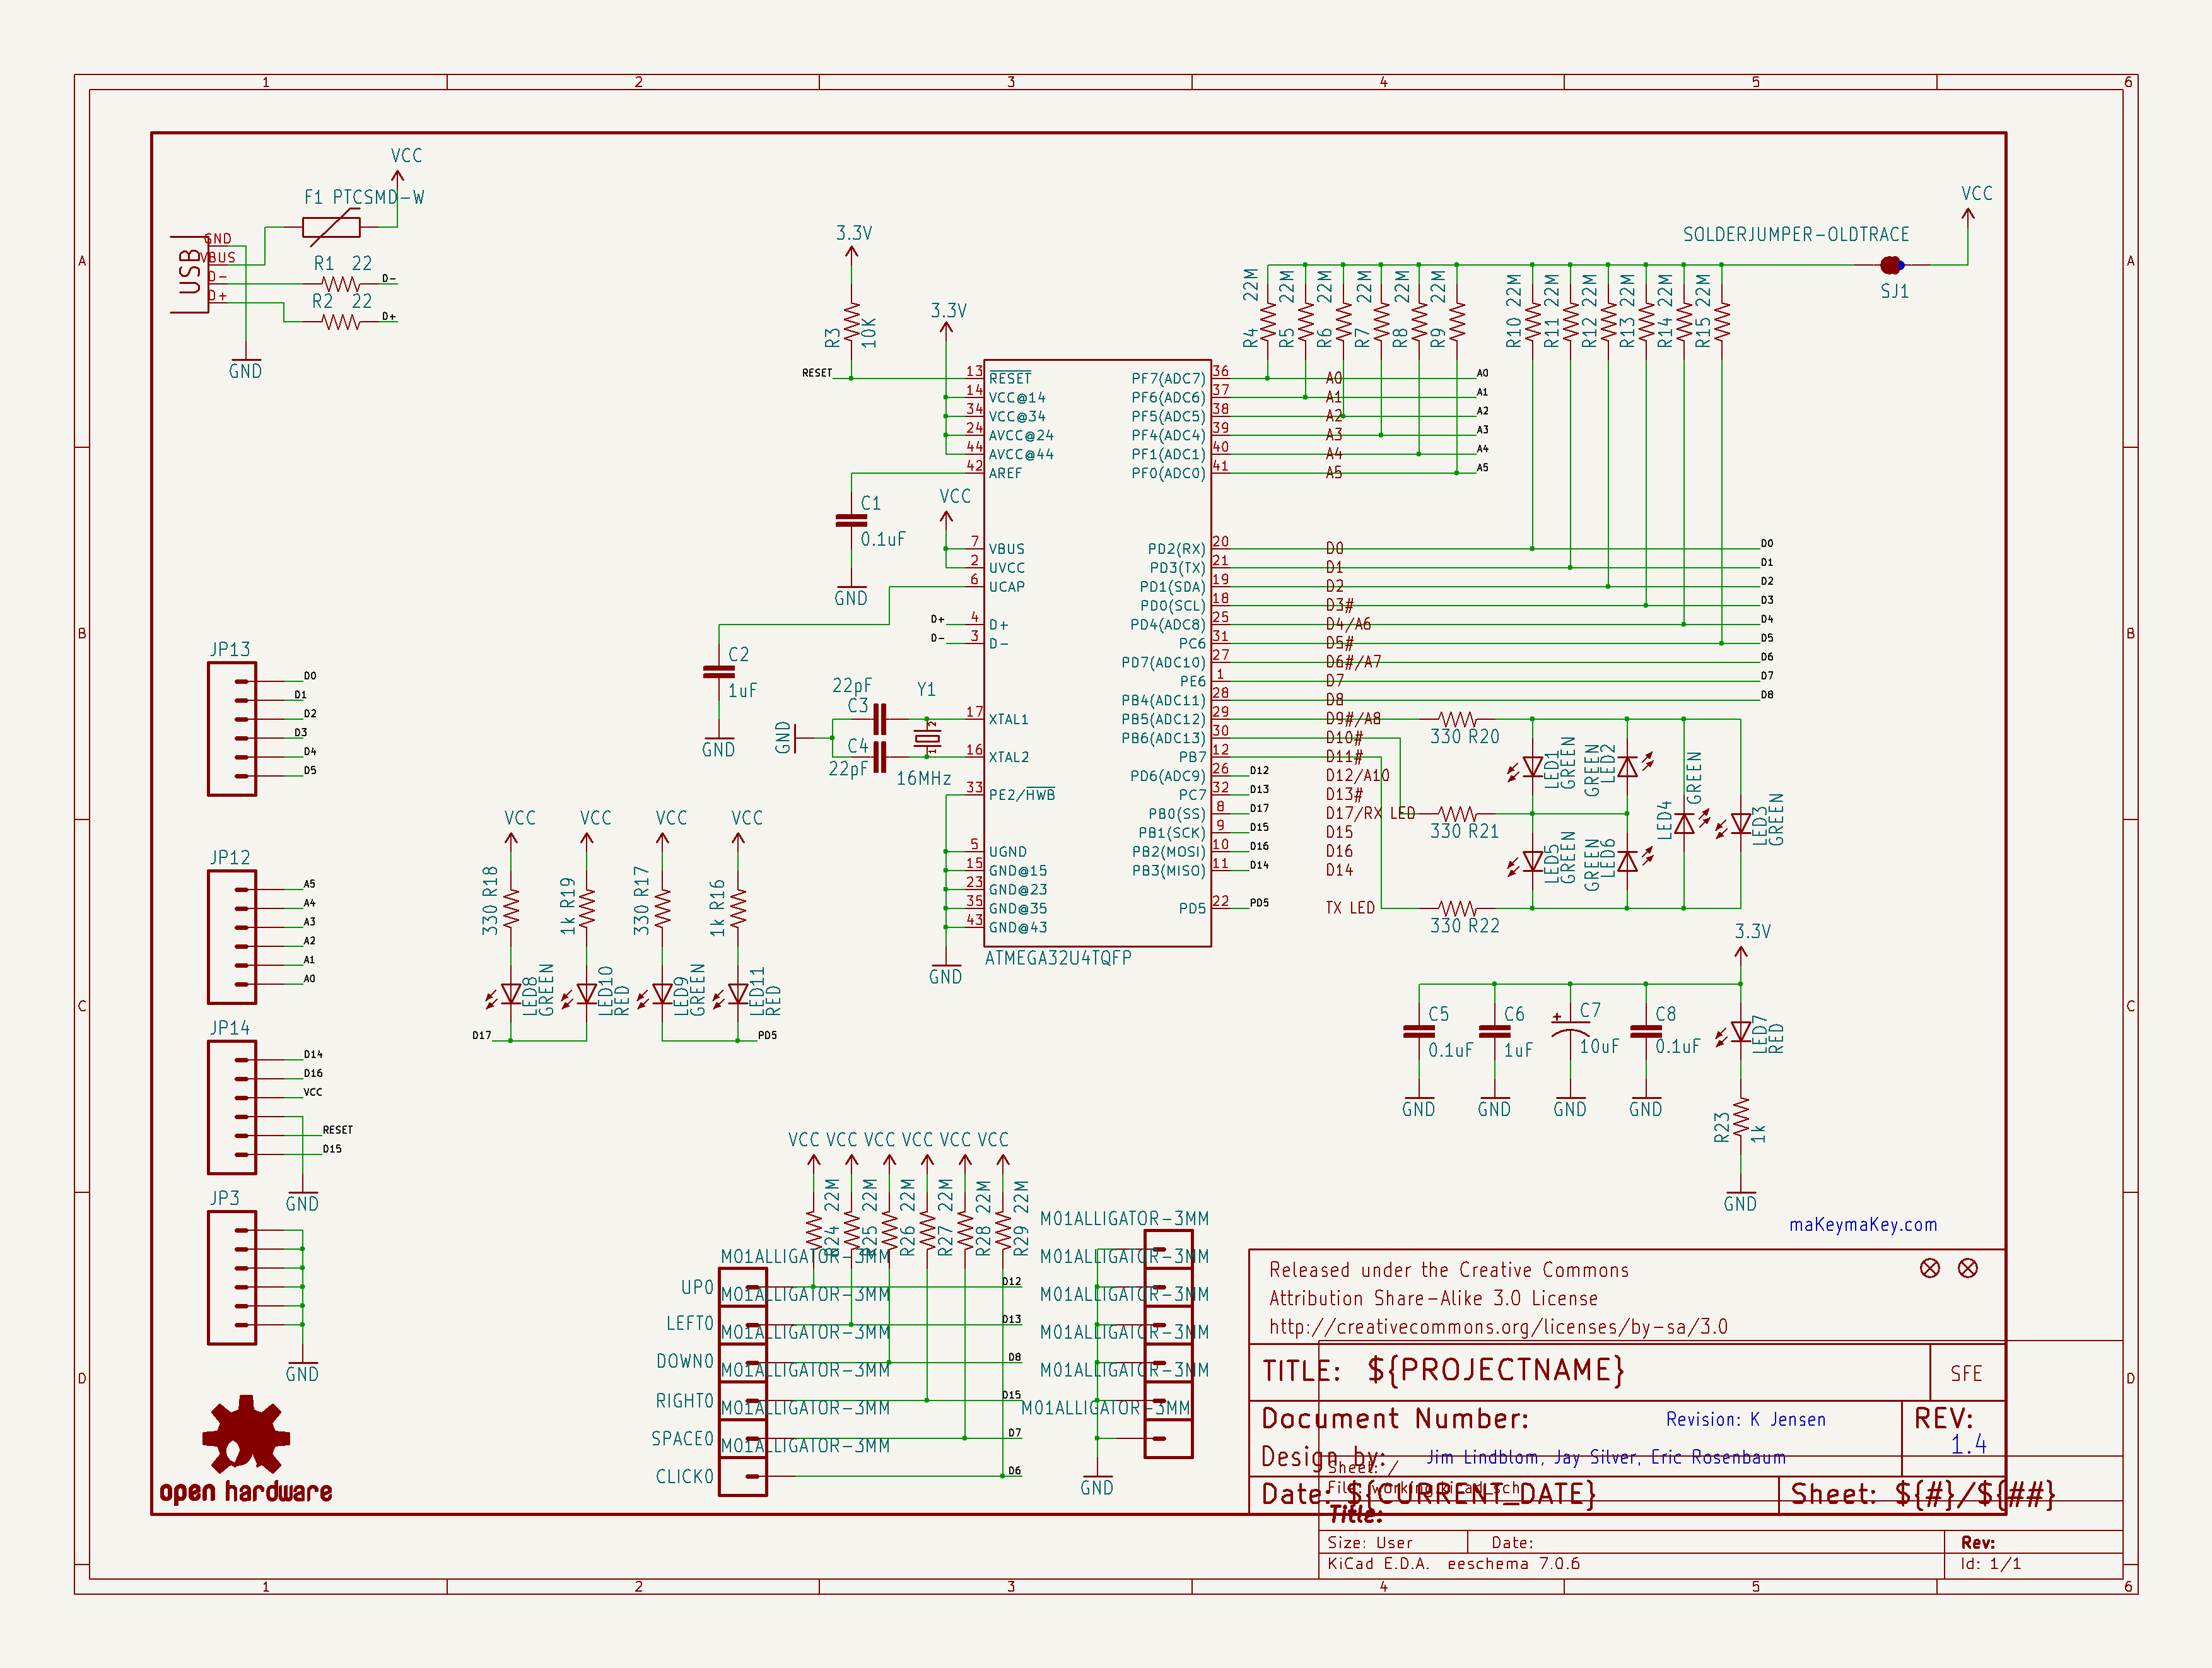 1 2 3 4 5 6
A
B
C
D
VCC
F1 PTCSMD-W
USB
GND
VBUS
D-
D+
R1 22
D-
R2 22
D+
GND
3.3V
R3
10K
RESET
3.3V
C1
0.1uF
GND
VCC
C2
1uF
GND
D+
D-
22pF
C3
C4
22pF
Y1
2
1
16MHz
GND
GND
13 RESET
14 VCC@14
34 VCC@34
24 AVCC@24
44 AVCC@44
42 AREF
7 VBUS
2 UVCC
6 UCAP
4 D+
3 D-
17 XTAL1
16 XTAL2
33 PE2/HWB
5 UGND
15 GND@15
23 GND@23
35 GND@35
43 GND@43
ATMEGA32U4TQFP
PF7(ADC7) 36 A0 A0
PF6(ADC6) 37 A1 A1
PF5(ADC5) 38 A2 A2
PF4(ADC4) 39 A3 A3
PF1(ADC1) 40 A4 A4
PF0(ADC0) 41 A5 A5
PD2(RX) 20 D0 D0
PD3(TX) 21 D1 D1
PD1(SDA) 19 D2 D2
PD0(SCL) 18 D3# D3
PD4(ADC8) 25 D4/A6 D4
PC6 31 D5# D5
PD7(ADC10) 27 D6#/A7 D6
PE6 1 D7 D7
PB4(ADC11) 28 D8 D8
PB5(ADC12) 29 D9#/A8
PB6(ADC13) 30 D10#
PB7 12 D11#
PD6(ADC9) 26 D12 D12/A10
PC7 32 D13 D13#
PB0(SS) 8 D17 D17/RX LED
PB1(SCK) 9 D15 D15
PB2(MOSI) 10 D16 D16
PB3(MISO) 11 D14 D14
PD5 22 PD5 TX LED
R4 22M
R5 22M
R6 22M
R7 22M
R8 22M
R9 22M
R10 22M
R11 22M
R12 22M
R13 22M
R14 22M
R15 22M
SOLDERJUMPER-OLDTRACE
SJ1
VCC
330 R20
330 R21
330 R22
LED1
GREEN
GREEN
LED2
LED4
GREEN
LED3
GREEN
LED5
GREEN
GREEN
LED6
3.3V
C5
0.1uF
GND
C6
1uF
GND
C7
10uF
GND
C8
0.1uF
GND
LED7
RED
R23
1k
GND
JP13
D0
D1
D2
D3
D4
D5
JP12
A5
A4
A3
A2
A1
A0
JP14
D14
D16
VCC
RESET
D15
GND
JP3
GND
open hardware
VCC VCC VCC VCC
330 R18
1k R19
330 R17
1k R16
LED8
GREEN
LED10
RED
LED9
GREEN
LED11
RED
D17
PD5
VCC VCC VCC VCC VCC VCC
R24 22M
R25 22M
R26 22M
R27 22M
R28 22M
R29 22M
M01ALLIGATOR-3MM
UP0 D12
M01ALLIGATOR-3MM
LEFT0 D13
M01ALLIGATOR-3MM
DOWN0 D8
M01ALLIGATOR-3MM
RIGHT0 D15
M01ALLIGATOR-3MM
SPACE0 D7
M01ALLIGATOR-3MM
CLICK0 D6
M01ALLIGATOR-3MM
M01ALLIGATOR-3MM
M01ALLIGATOR-3MM
M01ALLIGATOR-3MM
M01ALLIGATOR-3MM
M01ALLIGATOR-3MM
GND
maKeymaKey.com
Released under the Creative Commons
Attribution Share-Alike 3.0 License
http://creativecommons.org/licenses/by-sa/3.0
TITLE: ${PROJECTNAME}
SFE
Document Number:
Revision: K Jensen
REV:
1.4
Design by:
Jim Lindblom, Jay Silver, Eric Rosenbaum
Sheet: /
File: working.kicad_sch
Date: ${CURRENT_DATE}
Sheet: ${#}/${##}
Title:
Size: User
Date:
Rev:
KiCad E.D.A. eeschema 7.0.6
Id: 1/1
A
B
C
D
1 2 3 4 5 6